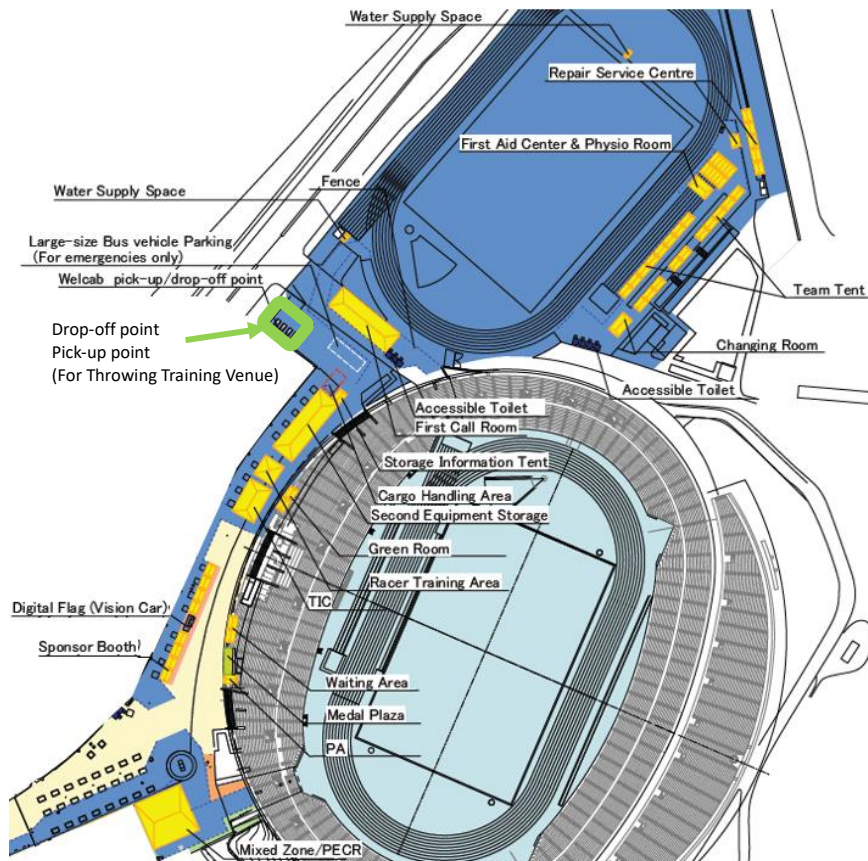 Water Supply Space
Repair Service Centre
First Aid Center & Physio Room
Fence
Water Supply Space
Large-size Bus vehicle Parking
(For emergencies only)
Welcab pick-up/drop-off point
Team Tent
Drop-off point
Pick-up point
(For Throwing Training Venue)
Changing Room
Accessible Toilet
Accessible Toilet
First Call Room
Storage Information Tent
Cargo Handling Area
Second Equipment Storage
Green Room
Racer Training Area
TIC
Digital Flag (Vision Car)
Sponsor Booth)
Waiting Area
Medal Plaza
PA
Mixed Zone/PECR